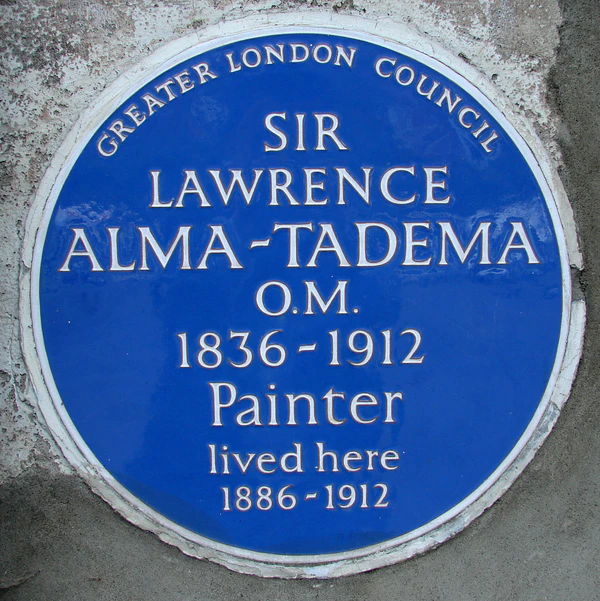 GREATER LONDON COUNCIL
SIR
LAWRENCE
ALMA-TADEMA
O.M.
1836-1912
Painter
lived here
1886-1912